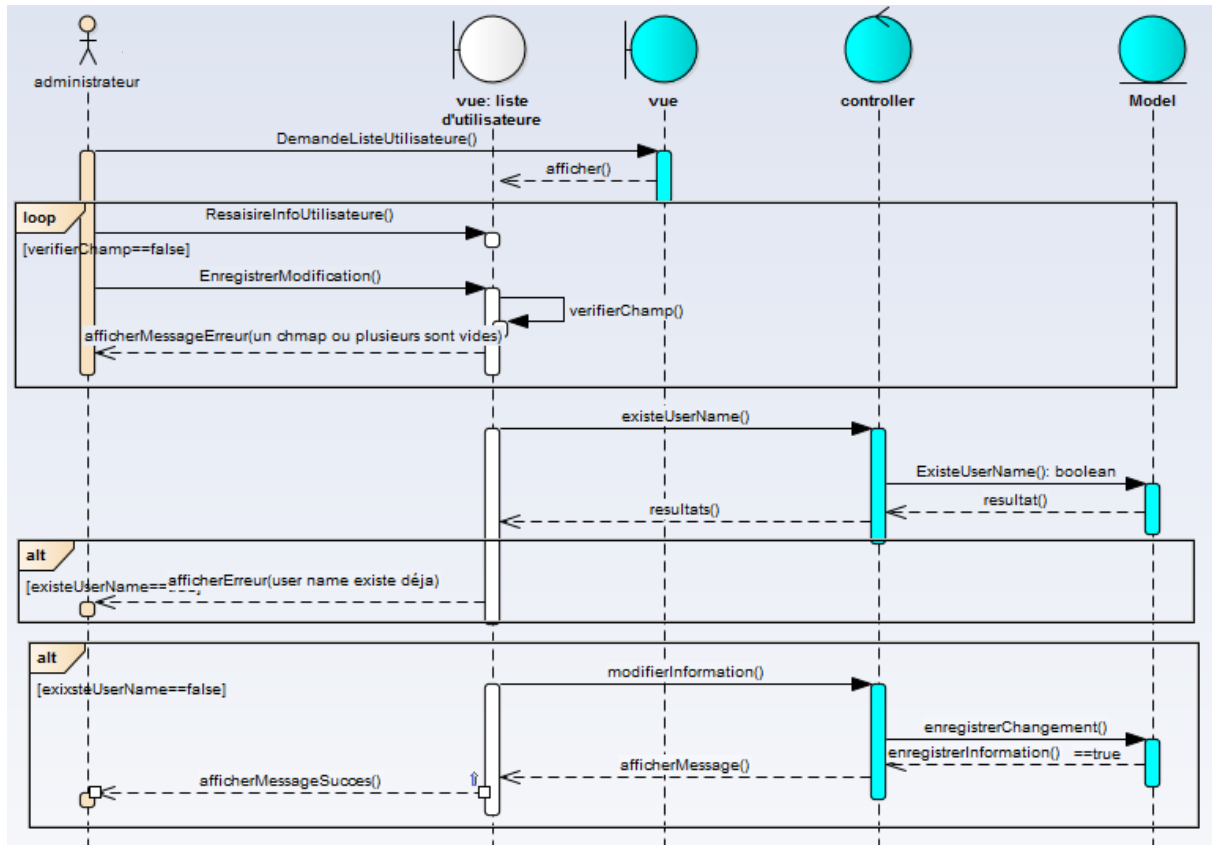 administrateur
vue: liste
d'utilisateure
vue
controller
Model
DemandeListeUtilisateure()
afficher()
loop
ResaisireInfoUtilisateure()
[verifierChamp==false]
EnregistrerModification()
verifierChamp()
afficherMessageErreur(un chmap ou plusieurs sont vides)
existeUserName()
ExisteUserName(): boolean
resultat()
resultats()
alt
[existeUserName==
afficherErreur(user name existe déja)
alt
modifierInformation()
[exixsteUserName==false]
enregistrerChangement()
enregistrerInformation() ==true
afficherMessage()
afficherMessageSucces()